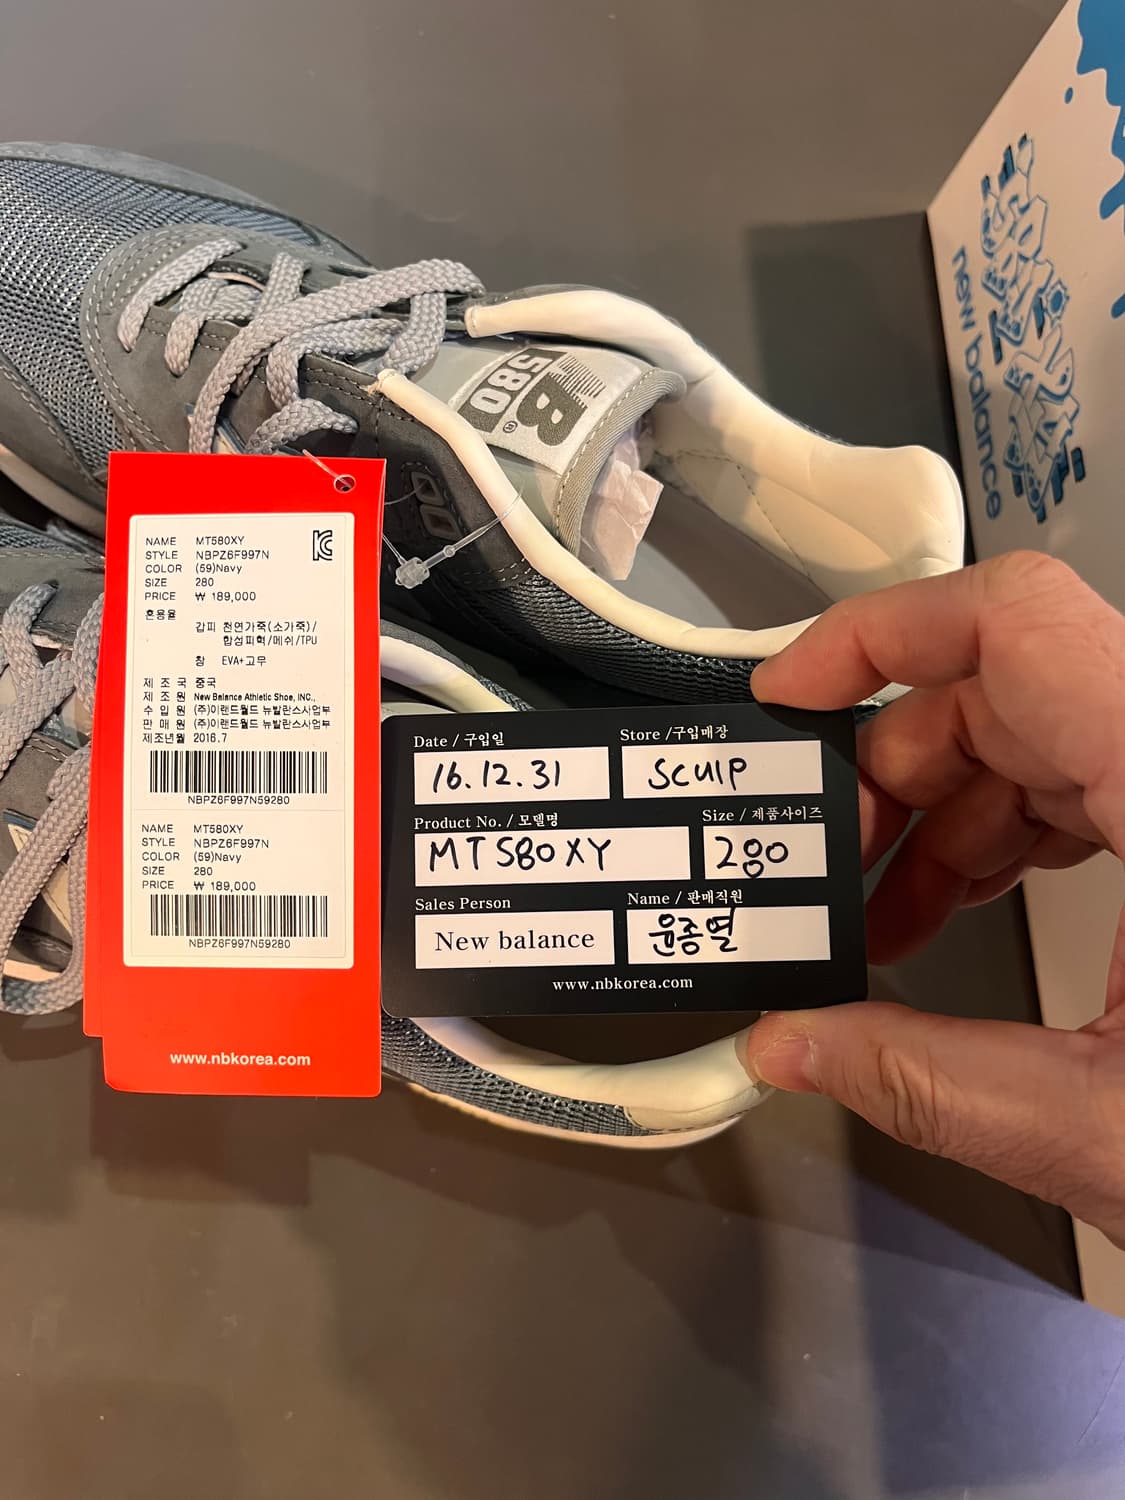 580
NB
®
new balance
NAME MT580XY
STYLE NBPZ6F997N
COLOR (59)Navy
SIZE 280
PRICE ₩ 189,000
혼용율
갑피 천연가죽(소가죽)/
합성피혁/메쉬/TPU
창 EVA+고무
제조국 중국
제조원 New Balance Athletic Shoe, INC.,
수입원 (주)이랜드월드 뉴발란스사업부
판매원 (주)이랜드월드 뉴발란스사업부
제조년월 2016.7
NBPZ6F997N59280
NAME MT580XY
STYLE NBPZ6F997N
COLOR (59)Navy
SIZE 280
PRICE ₩ 189,000
NBPZ6F997N59280
www.nbkorea.com
Date / 구입일
16.12.31
Store /구입매장
SCUlP
Product No. / 모델명
MT580XY
Size / 제품사이즈
280
Sales Person
New balance
Name / 판매직원
윤종열
www.nbkorea.com